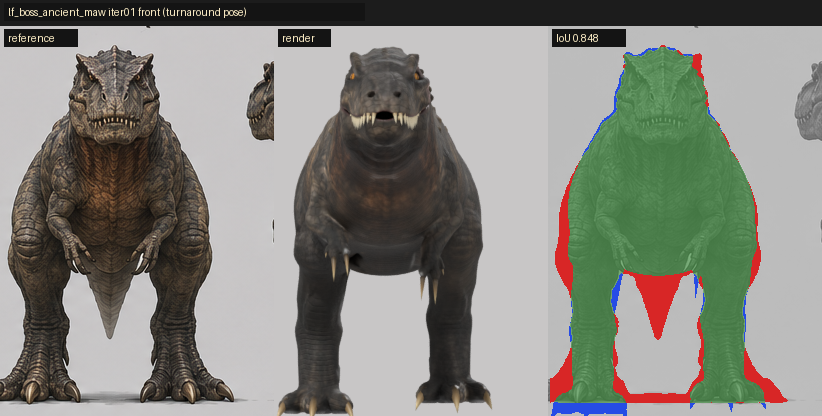 lf_boss_ancient_maw iter01 front (turnaround pose)
reference
render
IoU 0.848